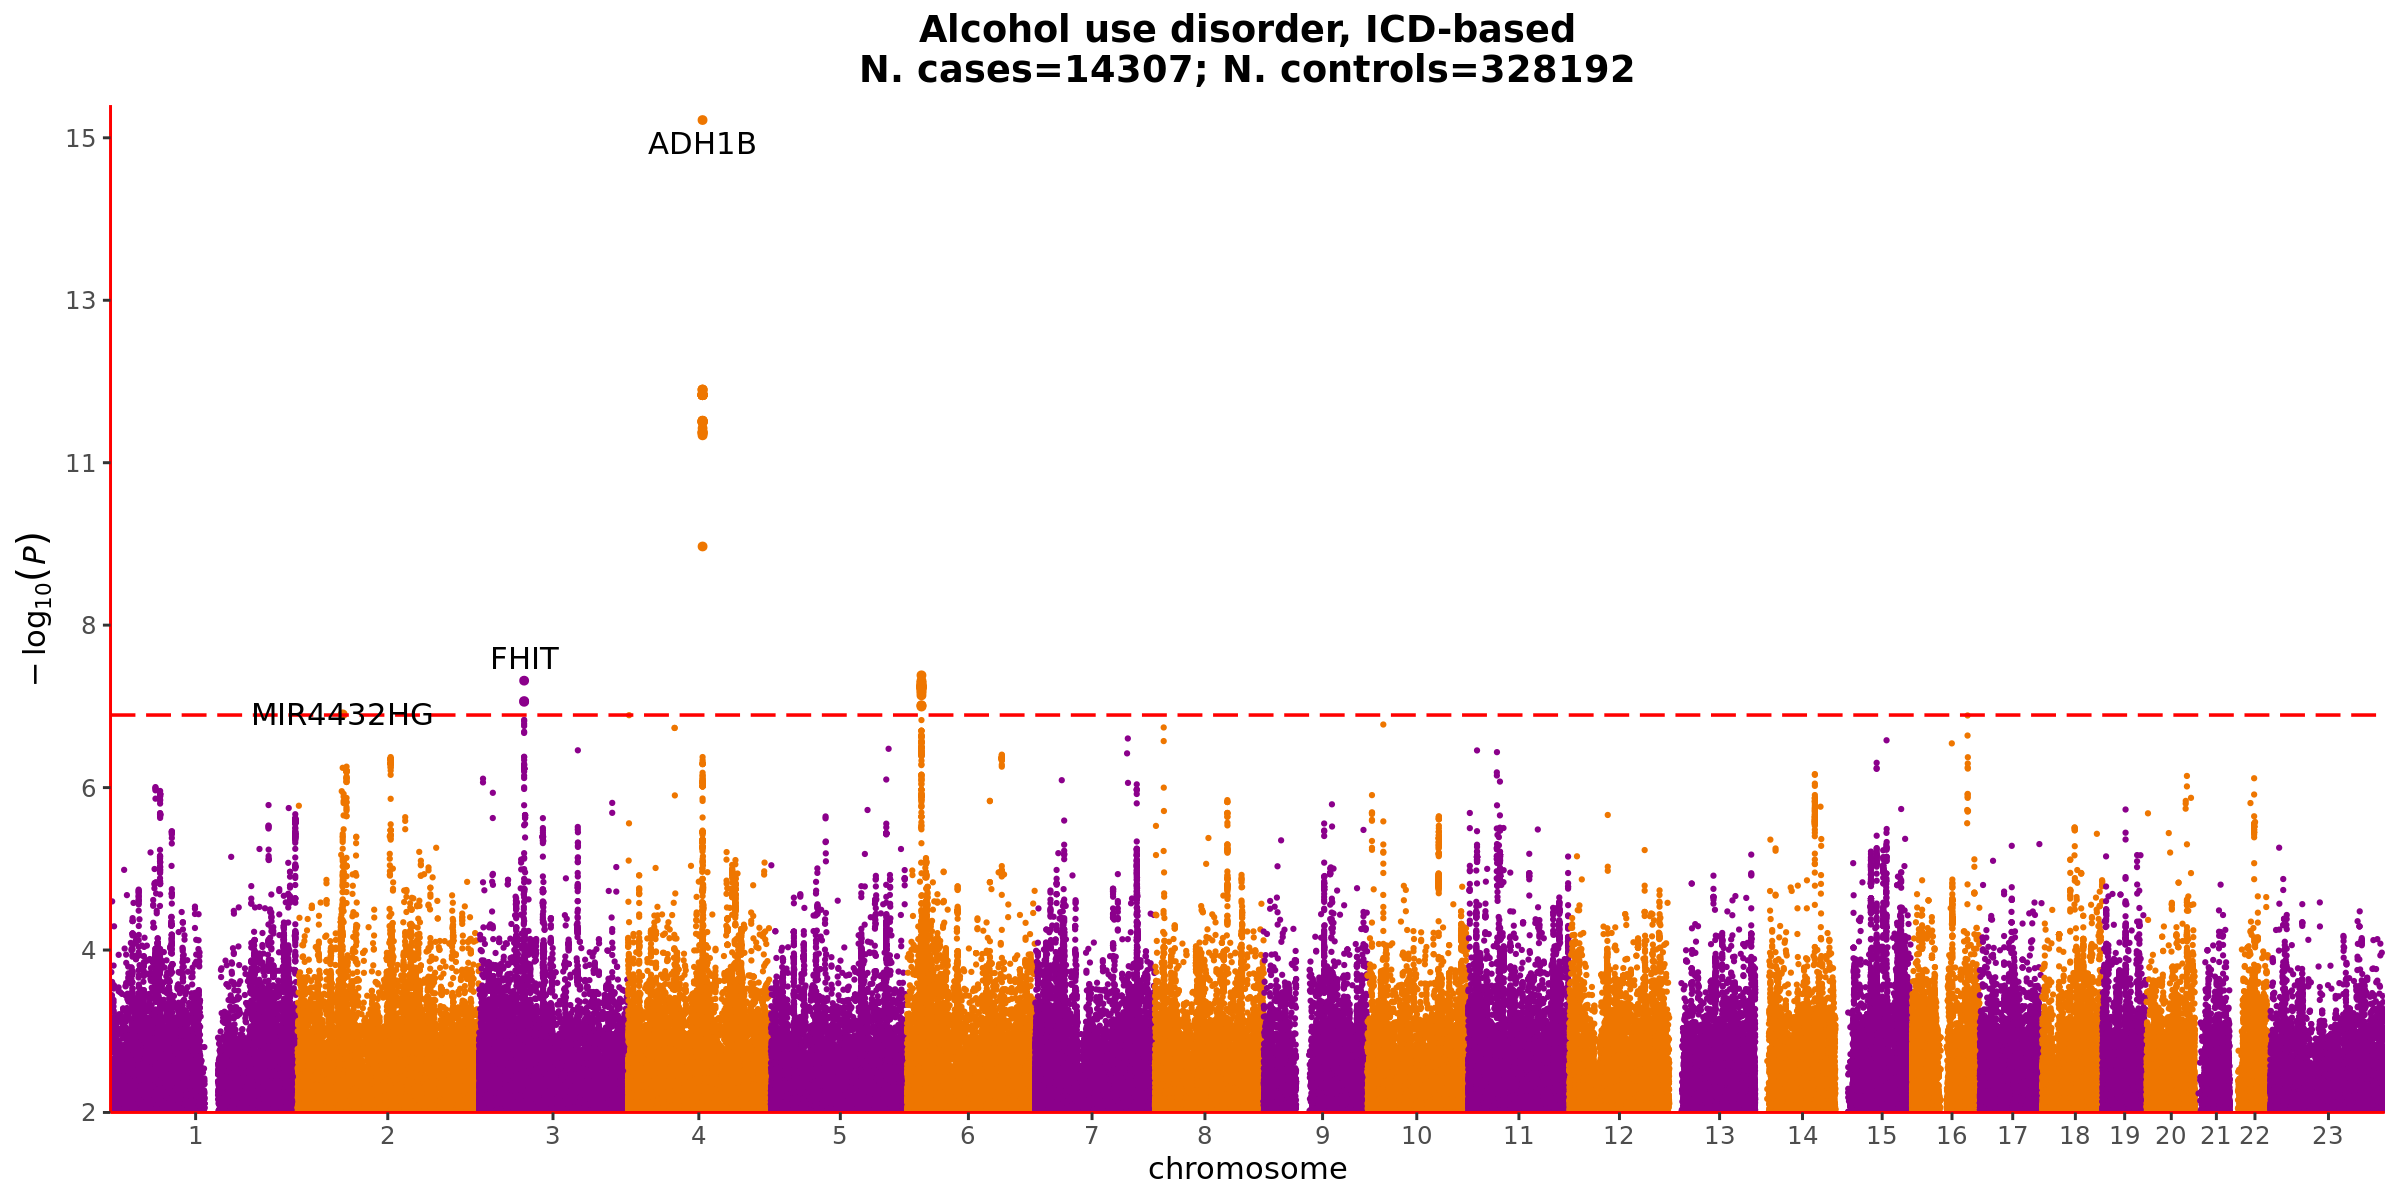 Alcohol use disorder, ICD-based
N. cases=14307; N. controls=328192
15
ADH1B
13
11
−log10(P)
8
FHIT
MIR4432HG
6
4
2
1 2 3 4 5 6 7 8 9 10 11 12 13 14 15 16 17 18 19 20 21 22 23
chromosome